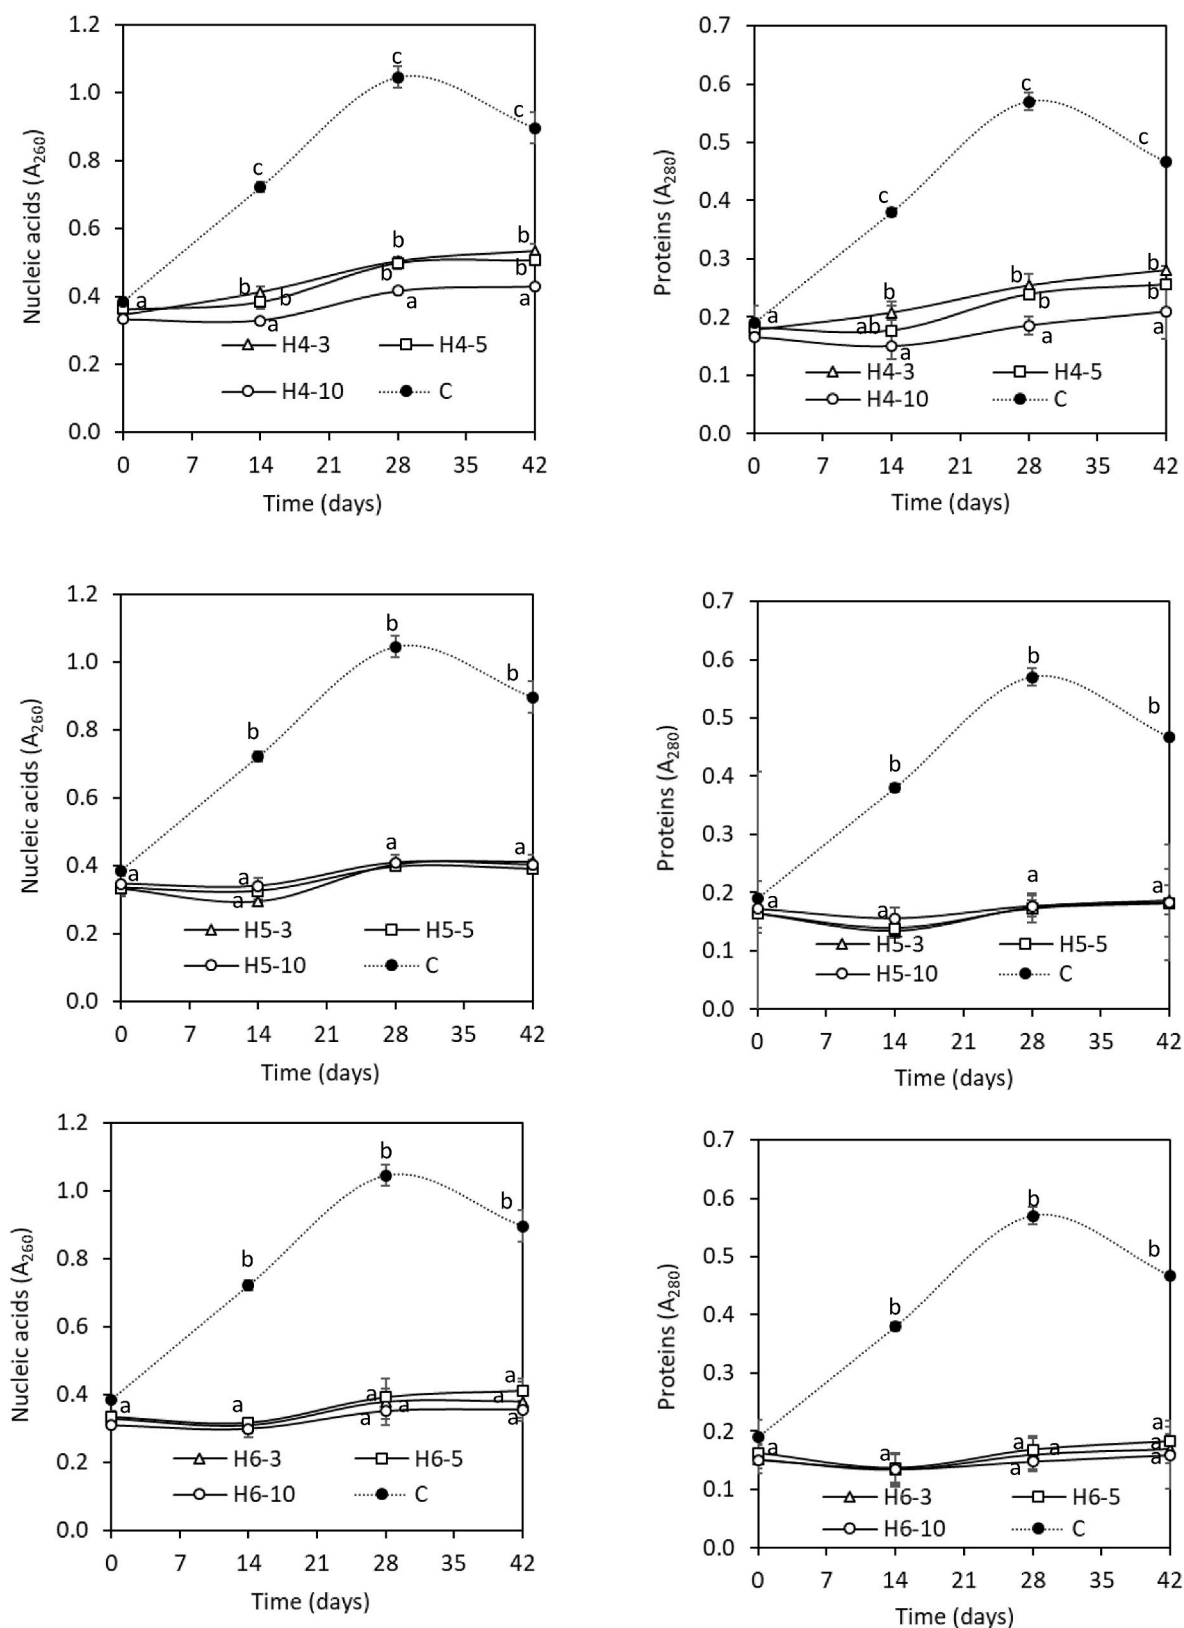 1.2
1.0
0.8
0.6
0.4
0.2
0.0
Nucleic acids (A260)
c
c
c
a
b
b
a
b
b
a
b
b
a
H4-3 H4-5
H4-10 C
0 7 14 21 28 35 42
Time (days)
0.7
0.6
0.5
0.4
0.3
0.2
0.1
0.0
Proteins (A280)
c
c
c
a
b
ab
a
b
b
a
b
b
a
H4-3 H4-5
H4-10 C
0 7 14 21 28 35 42
Time (days)
1.2
1.0
0.8
0.6
0.4
0.2
0.0
Nucleic acids (A260)
b
b
b
a
a
a
a
a
H5-3 H5-5
H5-10 C
0 7 14 21 28 35 42
Time (days)
0.7
0.6
0.5
0.4
0.3
0.2
0.1
0.0
Proteins (A280)
b
b
b
a
a
a
a
H5-3 H5-5
H5-10 C
0 7 14 21 28 35 42
Time (days)
1.2
1.0
0.8
0.6
0.4
0.2
0.0
Nucleic acids (A260)
b
b
b
a
a
a
a
a
a
a
a
H6-3 H6-5
H6-10 C
0 7 14 21 28 35 42
Time (days)
0.7
0.6
0.5
0.4
0.3
0.2
0.1
0.0
Proteins (A280)
b
b
b
a
a
a
a
a
a
a
a
H6-3 H6-5
H6-10 C
0 7 14 21 28 35 42
Time (days)